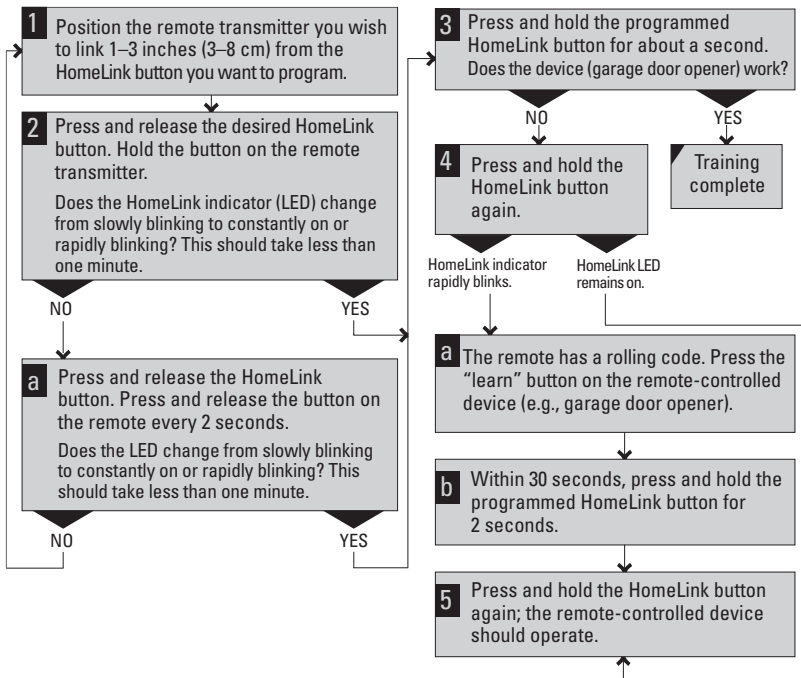 1
Position the remote transmitter you wish
to link 1–3 inches (3–8 cm) from the
HomeLink button you want to program.
2
Press and release the desired HomeLink
button. Hold the button on the remote
transmitter.
Does the HomeLink indicator (LED) change
from slowly blinking to constantly on or
rapidly blinking? This should take less than
one minute.
NO
YES
a
Press and release the HomeLink
button. Press and release the button on
the remote every 2 seconds.
Does the LED change from slowly blinking
to constantly on or rapidly blinking? This
should take less than one minute.
NO
YES
3
Press and hold the programmed
HomeLink button for about a second.
Does the device (garage door opener) work?
NO
YES
4
Press and hold the
HomeLink button
again.
Training
complete
HomeLink indicator
rapidly blinks.
HomeLink LED
remains on.
a
The remote has a rolling code. Press the
“learn” button on the remote-controlled
device (e.g., garage door opener).
b
Within 30 seconds, press and hold the
programmed HomeLink button for
2 seconds.
5
Press and hold the HomeLink button
again; the remote-controlled device
should operate.